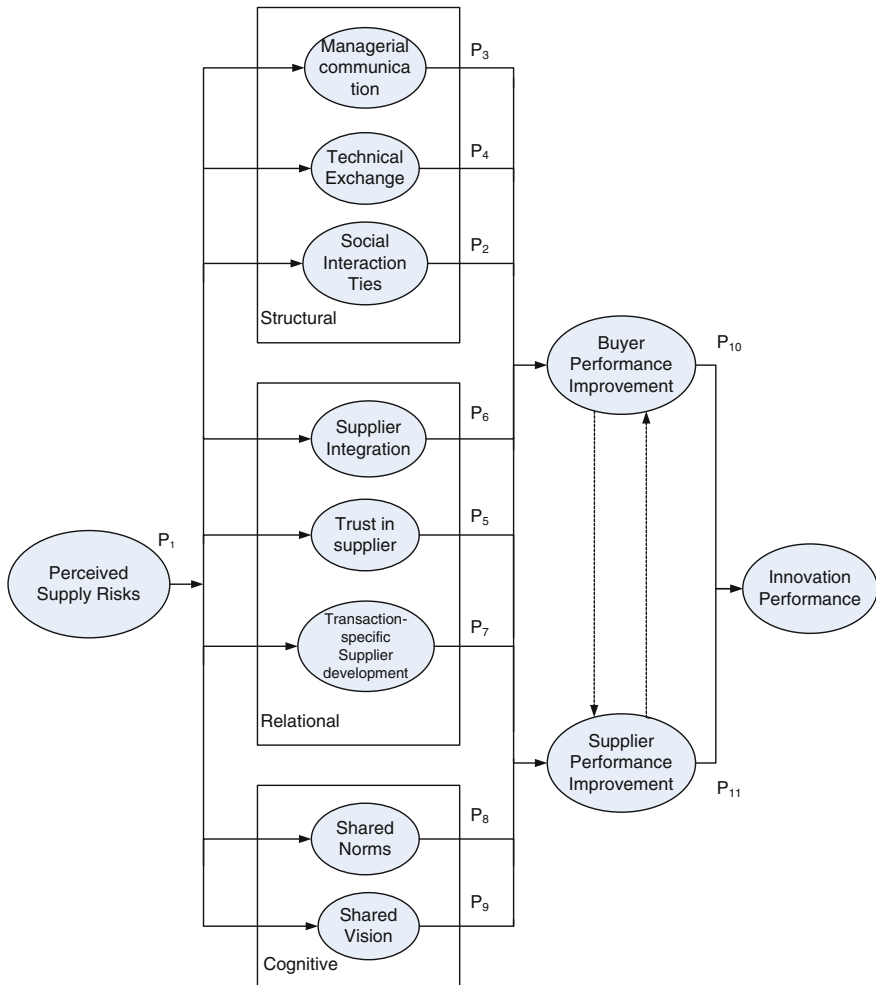 Managerial
communica
tion
P3
Technical
Exchange
P4
Social
Interaction
Ties
P2
Structural
Buyer
Performance
Improvement
P10
Supplier
Integration
P6
Trust in
supplier
P5
Perceived
Supply Risks
P1
Innovation
Performance
Transaction-
specific
Supplier
development
P7
Relational
Supplier
Performance
Improvement
P11
Shared
Norms
P8
Shared
Vision
P9
Cognitive